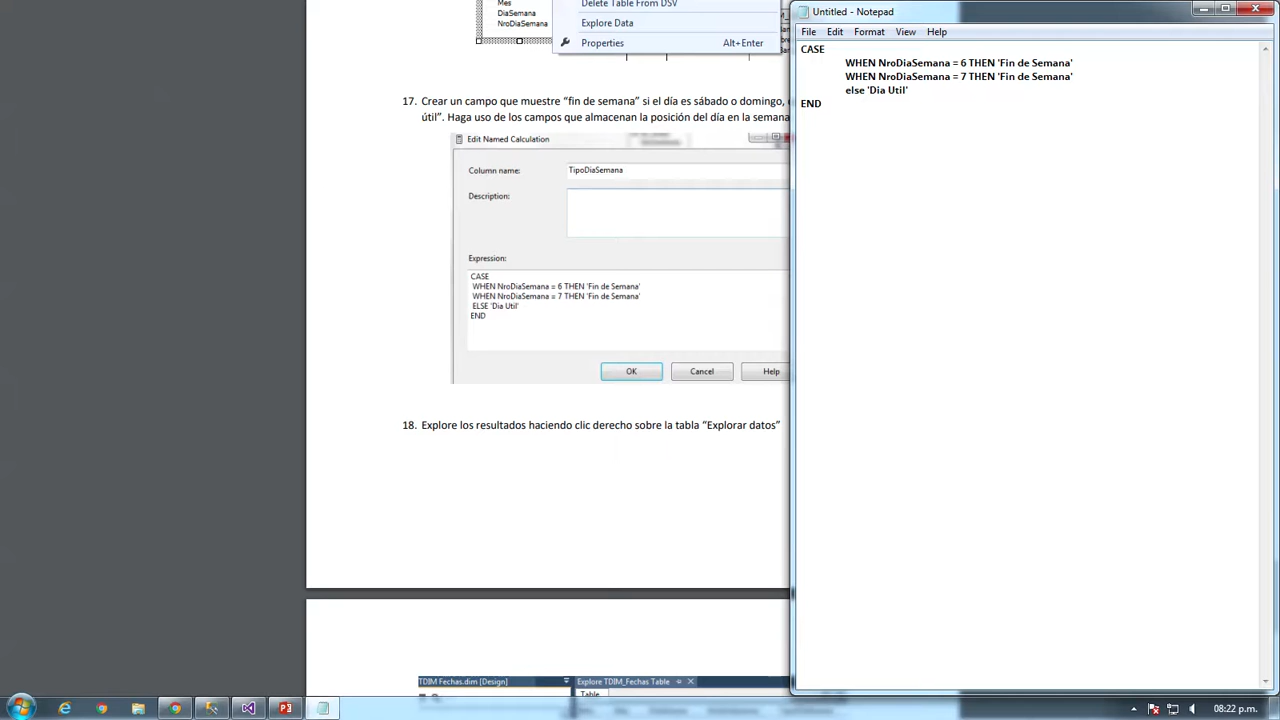 Mes
DiaSemana
NroDiaSemana
Delete Table From DSV
Explore Data
Properties Alt+Enter
17. Crear un campo que muestre “fin de semana” si el día es sábado o domingo,
útil”. Haga uso de los campos que almacenan la posición del día en la semana
Edit Named Calculation
Column name: TipoDiaSemana
Description:
Expression:
CASE
WHEN NroDiaSemana = 6 THEN 'Fin de Semana'
WHEN NroDiaSemana = 7 THEN 'Fin de Semana'
ELSE 'Dia Util'
END
OK Cancel Help
18. Explore los resultados haciendo clic derecho sobre la tabla “Explorar datos”
TDIM Fechas.dim [Design] Explore TDIM_Fechas Table
Table
Untitled - Notepad
File Edit Format View Help
CASE
WHEN NroDiaSemana = 6 THEN 'Fin de Semana'
WHEN NroDiaSemana = 7 THEN 'Fin de Semana'
else 'Dia Util'
END
08:22 p.m.